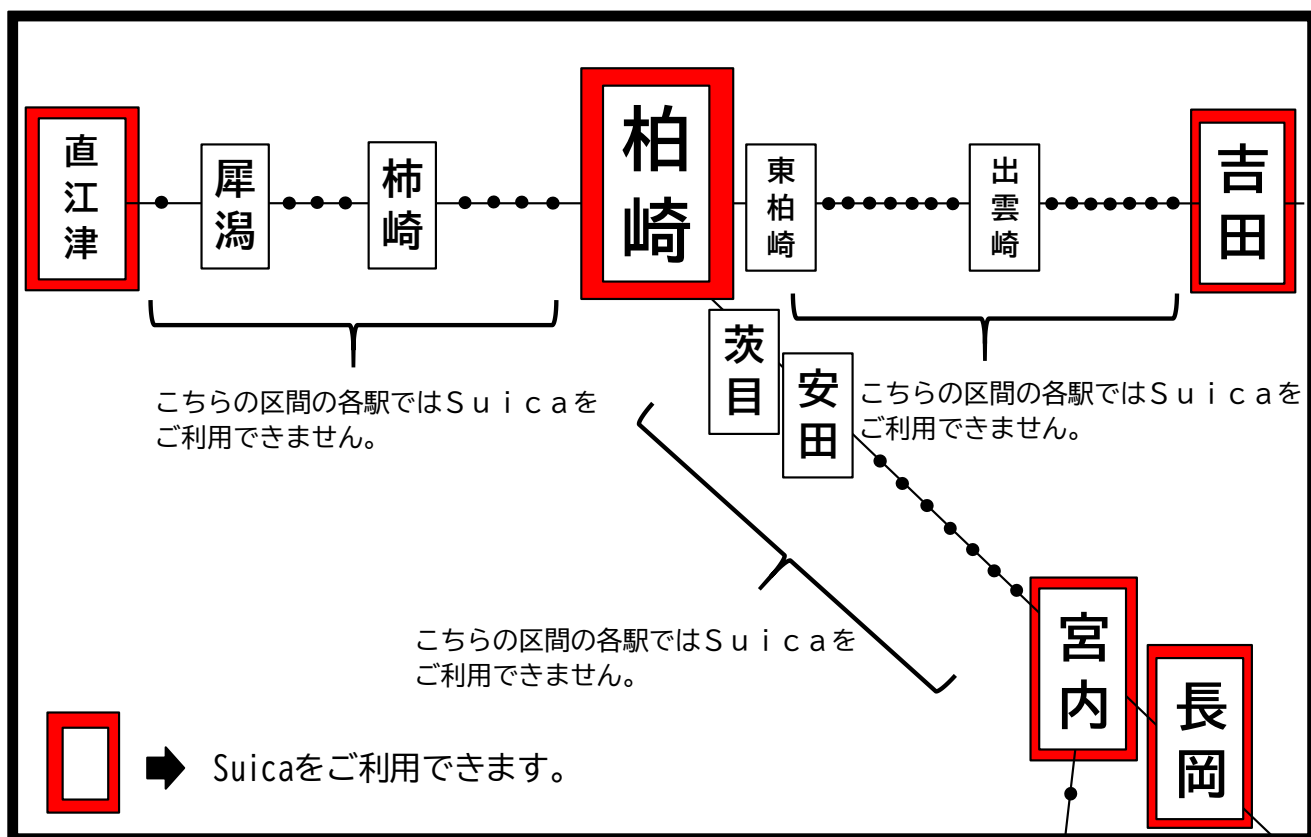 直江津
犀潟
柿崎
柏崎
東柏崎
出雲崎
吉田
茨目
安田
こちらの区間の各駅ではSuicaを
ご利用できません。
こちらの区間の各駅ではSuicaを
ご利用できません。
こちらの区間の各駅ではSuicaを
ご利用できません。
宮内
長岡
Suicaをご利用できます。